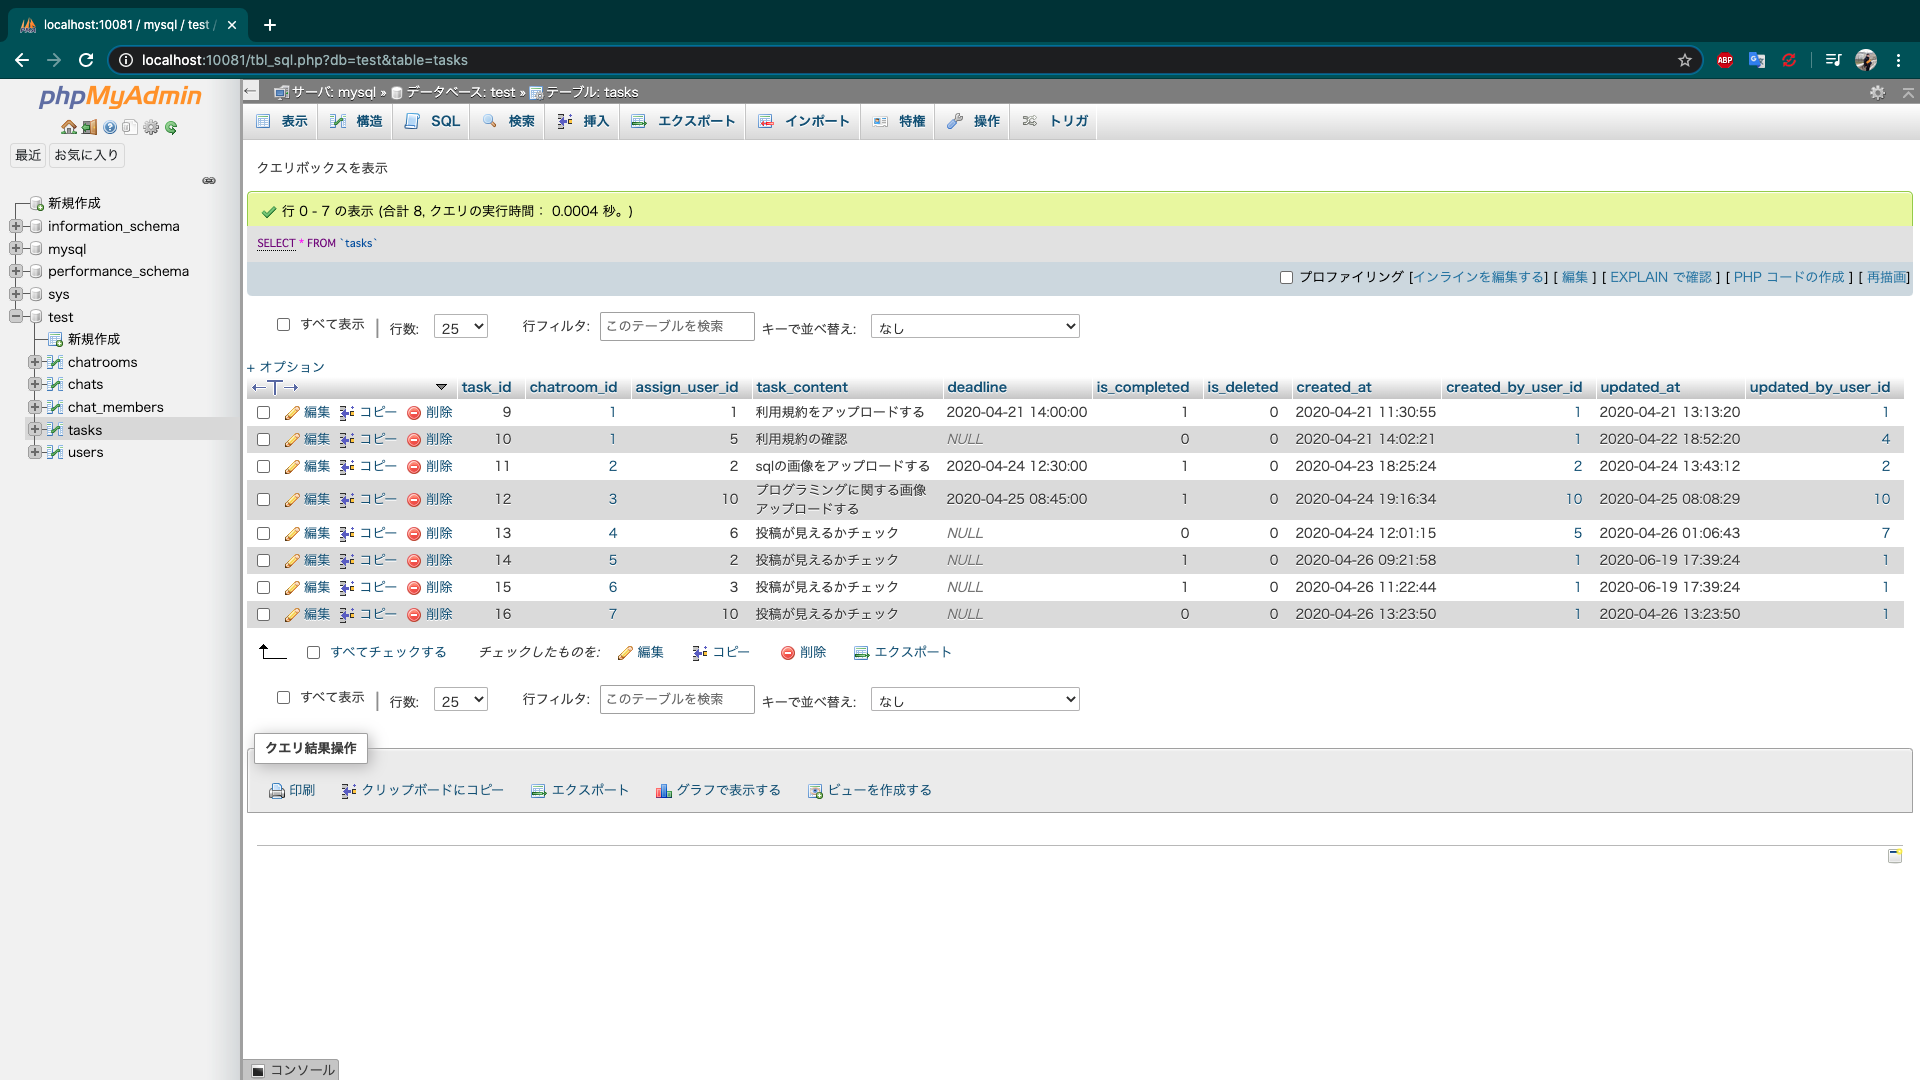 localhost:10081 / mysql / test /
localhost:10081/tbl_sql.php?db=test&table=tasks
ABP
phpMyAdmin
最近 お気に入り
新規作成
information_schema
mysql
performance_schema
sys
test
新規作成
chatrooms
chats
chat_members
tasks
users
サーバ: mysql » データベース: test » テーブル: tasks
表示 構造 SQL 検索 挿入 エクスポート インポート 特権 操作 トリガ
クエリボックスを表示
行 0 - 7 の表示 (合計 8, クエリの実行時間： 0.0004 秒。)
SELECT * FROM `tasks`
プロファイリング [インラインを編集する] [ 編集 ] [ EXPLAIN で確認 ] [ PHP コードの作成 ] [ 再描画]
すべて表示 | 行数: 25 行フィルタ: このテーブルを検索 キーで並べ替え: なし
+ オプション
←T→ task_id chatroom_id assign_user_id task_content deadline is_completed is_deleted created_at created_by_user_id updated_at updated_by_user_id
編集 コピー 削除 9 1 1 利用規約をアップロードする 2020-04-21 14:00:00 1 0 2020-04-21 11:30:55 1 2020-04-21 13:13:20 1
編集 コピー 削除 10 1 5 利用規約の確認 NULL 0 0 2020-04-21 14:02:21 1 2020-04-22 18:52:20 4
編集 コピー 削除 11 2 2 sqlの画像をアップロードする 2020-04-24 12:30:00 1 0 2020-04-23 18:25:24 2 2020-04-24 13:43:12 2
編集 コピー 削除 12 3 10 プログラミングに関する画像 2020-04-25 08:45:00 1 0 2020-04-24 19:16:34 10 2020-04-25 08:08:29 10
アップロードする
編集 コピー 削除 13 4 6 投稿が見えるかチェック NULL 0 0 2020-04-24 12:01:15 5 2020-04-26 01:06:43 7
編集 コピー 削除 14 5 2 投稿が見えるかチェック NULL 1 0 2020-04-26 09:21:58 1 2020-06-19 17:39:24 1
編集 コピー 削除 15 6 3 投稿が見えるかチェック NULL 1 0 2020-04-26 11:22:44 1 2020-06-19 17:39:24 1
編集 コピー 削除 16 7 10 投稿が見えるかチェック NULL 0 0 2020-04-26 13:23:50 1 2020-04-26 13:23:50 1
すべてチェックする チェックしたものを: 編集 コピー 削除 エクスポート
すべて表示 | 行数: 25 行フィルタ: このテーブルを検索 キーで並べ替え: なし
クエリ結果操作
印刷 クリップボードにコピー エクスポート グラフで表示する ビューを作成する
コンソール